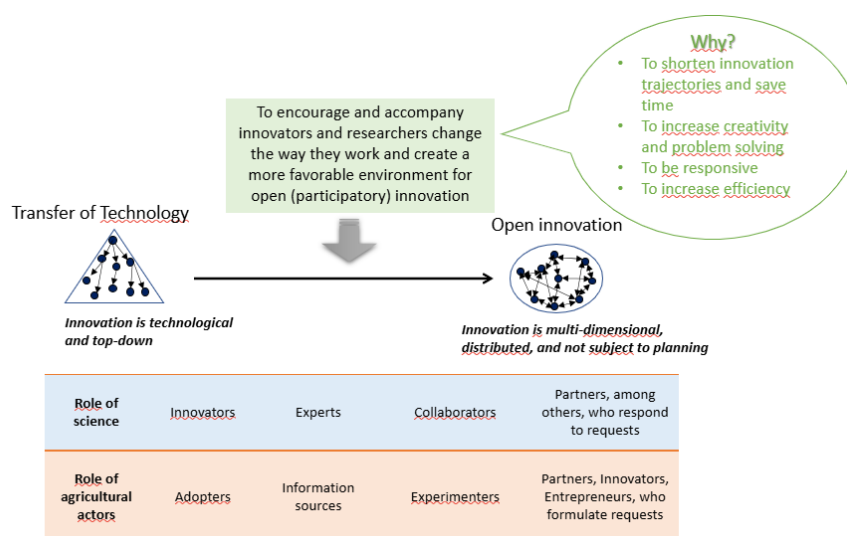 Why?
• To shorten innovation
trajectories and save
time
• To increase creativity
and problem solving
• To be responsive
• To increase efficiency
To encourage and accompany
innovators and researchers change
the way they work and create a
more favorable environment for
open (participatory) innovation
Transfer of Technology
Open innovation
Innovation is technological
and top-down
Innovation is multi-dimensional,
distributed, and not subject to planning
Role of
science
Innovators
Experts
Collaborators
Partners, among
others, who respond
to requests
Role of
agricultural
actors
Adopters
Information
sources
Experimenters
Partners, Innovators,
Entrepreneurs, who
formulate requests